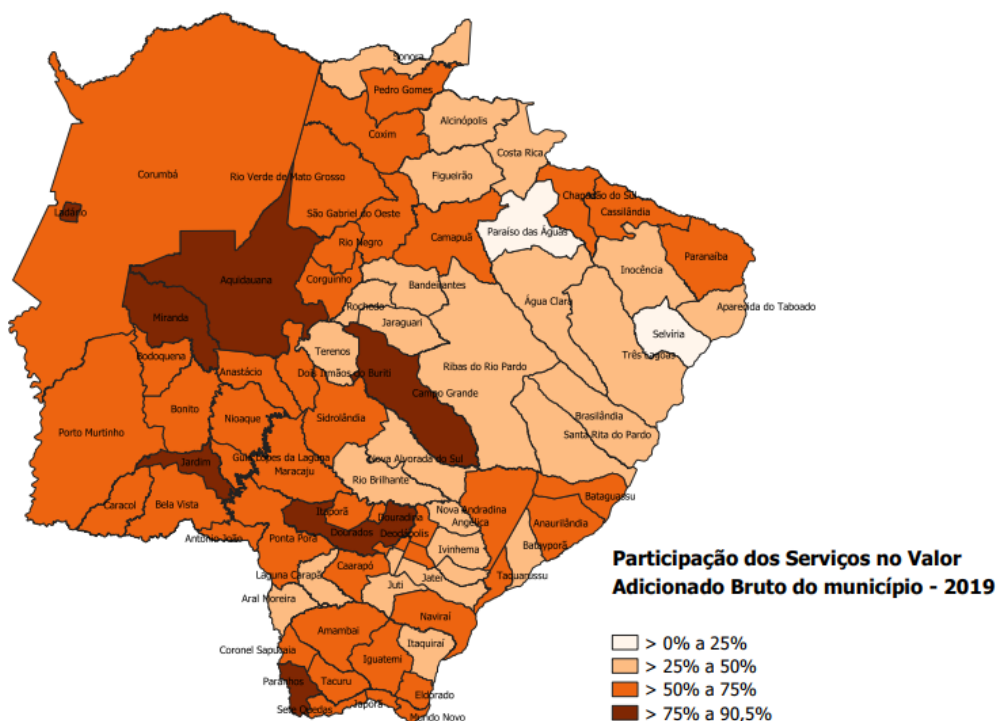 Sonora
Pedro Gomes
Alcinópolis
Coxim
Costa Rica
Corumbá
Rio Verde de Mato Grosso
Figueirão
Cassilândia
São Gabriel do Oeste
Ladário
Camapuã
Paraíso das Águas
Rio Negro
Paranaíba
Inocência
Aquidauana
Corguinho
Bandeirantes
Água Clara
Rochedo
Aparecida do Taboado
Miranda
Jaraguari
Selvíria
Terenos
Três Lagoas
Bodoquena
Ribas do Rio Pardo
Anastácio
Dois Irmãos do Buriti
Campo Grande
Bonito
Nioaque
Sidrolândia
Brasilândia
Porto Murtinho
Santa Rita do Pardo
Guia Lopes da Laguna
Nova Alvorada do Sul
Jardim
Maracaju
Rio Brilhante
Bataguassu
Caracol
Bela Vista
Itaporã
Nova Andradina
Douradina
Angélica
Anaurilândia
Antônio João
Ponta Porã
Dourados
Deodápolis
Batayporã
Ivinhema
Participação dos Serviços no Valor
Adicionado Bruto do município - 2019
Laguna Carapã
Caarapó
Jateí
Taquarussu
Juti
Aral Moreira
Naviraí
Amambai
> 0% a 25%
Itaquiraí
Coronel Sapucaia
> 25% a 50%
Iguatemi
Paranhos
Tacuru
> 50% a 75%
Eldorado
Sete Quedas
Japorã
> 75% a 90,5%
Mundo Novo